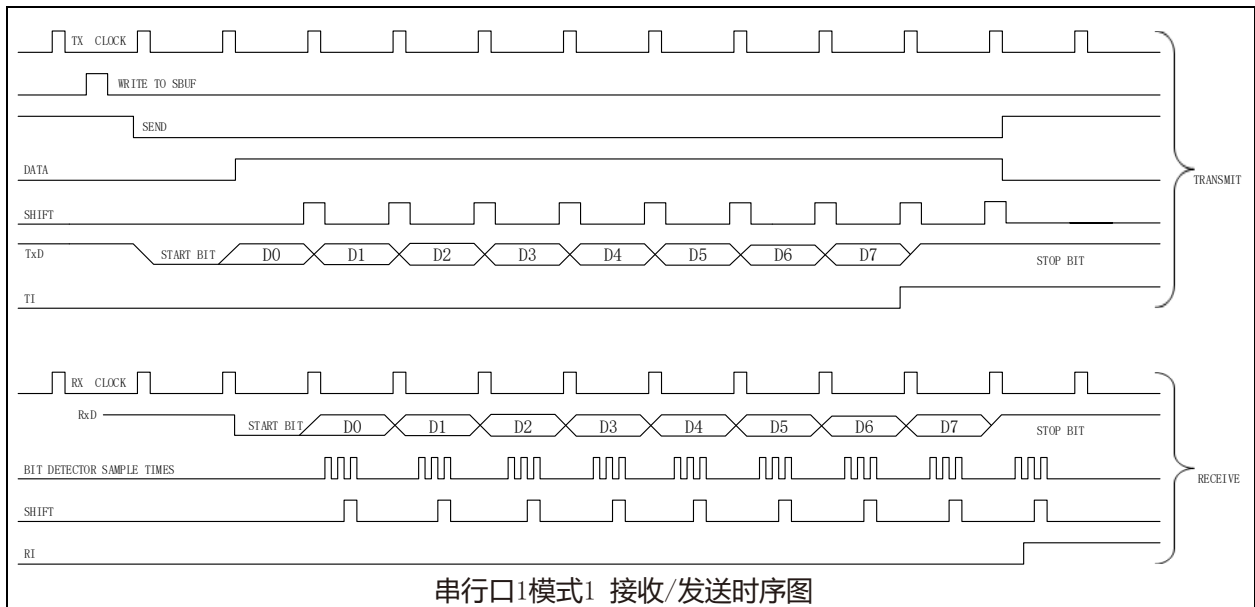 TX CLOCK
WRITE TO SBUF
SEND
DATA
TRANSMIT
SHIFT
TxD START BIT D0 D1 D2 D3 D4 D5 D6 D7 STOP BIT
TI
RX CLOCK
RxD START BIT D0 D1 D2 D3 D4 D5 D6 D7 STOP BIT
BIT DETECTOR SAMPLE TIMES
RECEIVE
SHIFT
RI
串行口1模式1 接收/发送时序图